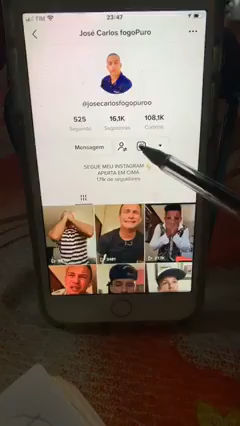 TIM
23:47
José Carlos fogoPuro
@josecarlosfogopuroo
525 16,1K 108,1K
Seguindo Seguidores Curtidas
Mensagem
SEGUE MEU INSTAGRAM
APERTA EM CIMA